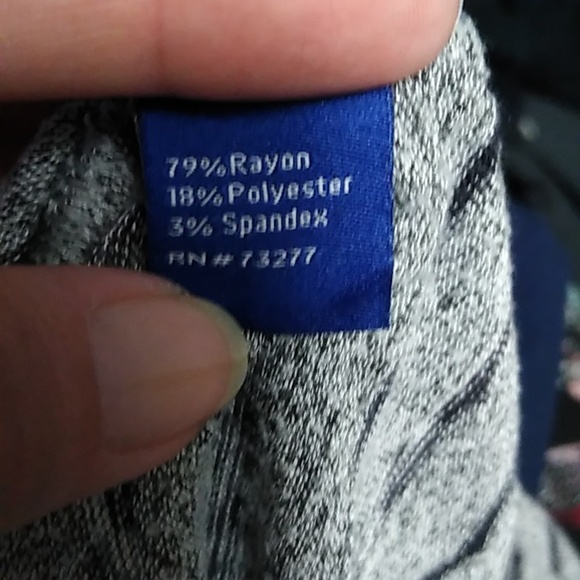 79% Rayon
18% Polyester
3% Spandex
RN # 73277